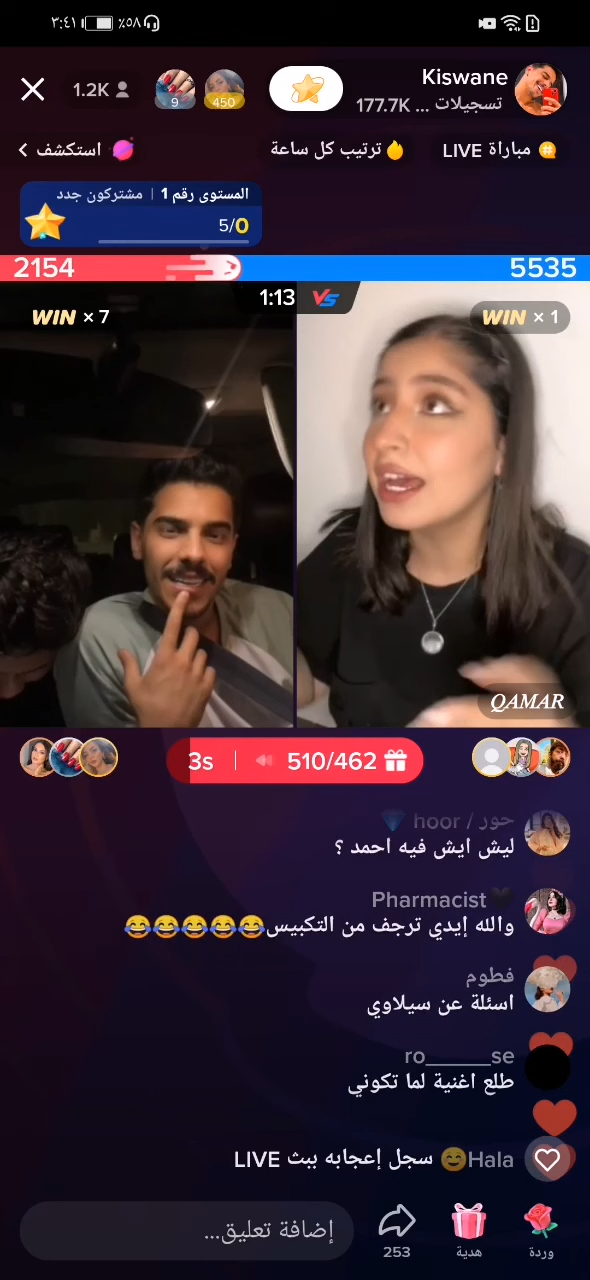 ٣:٤١ ٪٥٨
Kiswane
177.7K ... تسجيلات
450
9
1.2K
مباراة LIVE
ترتيب كل ساعة
استكشف
المستوى رقم 1 | مشتركون جدد
5/0
2154
5535
WIN × 7
1:13
VS
WIN × 1
QAMAR
3s
510/462
حور / hoor
ليش ايش فيه احمد ؟
Pharmacist
والله إيدي ترجف من التكبيس😂😂😂😂😂
فطوم
اسئلة عن سيلاوي
ro______se
طلع اغنية لما تكوني
Hala😊 سجل إعجابه ببث LIVE
إضافة تعليق...
253
هدية
وردة